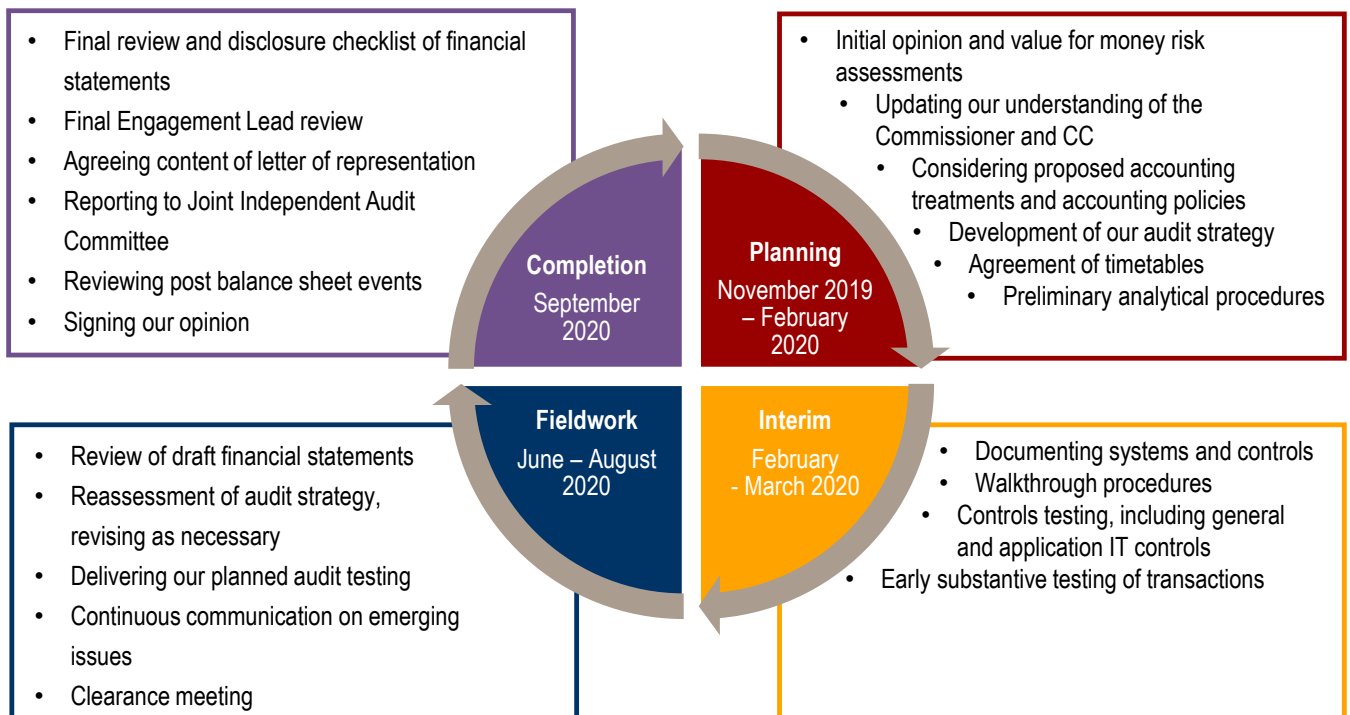 • Final review and disclosure checklist of financial
statements
• Final Engagement Lead review
• Agreeing content of letter of representation
• Reporting to Joint Independent Audit
Committee
• Reviewing post balance sheet events
• Signing our opinion
• Initial opinion and value for money risk
assessments
• Updating our understanding of the
Commissioner and CC
• Considering proposed accounting
treatments and accounting policies
• Development of our audit strategy
• Agreement of timetables
• Preliminary analytical procedures
Completion
September
2020
Planning
November 2019
– February
2020
Fieldwork
June – August
2020
Interim
February
- March 2020
• Review of draft financial statements
• Reassessment of audit strategy,
revising as necessary
• Delivering our planned audit testing
• Continuous communication on emerging
issues
• Clearance meeting
• Documenting systems and controls
• Walkthrough procedures
• Controls testing, including general
and application IT controls
• Early substantive testing of transactions